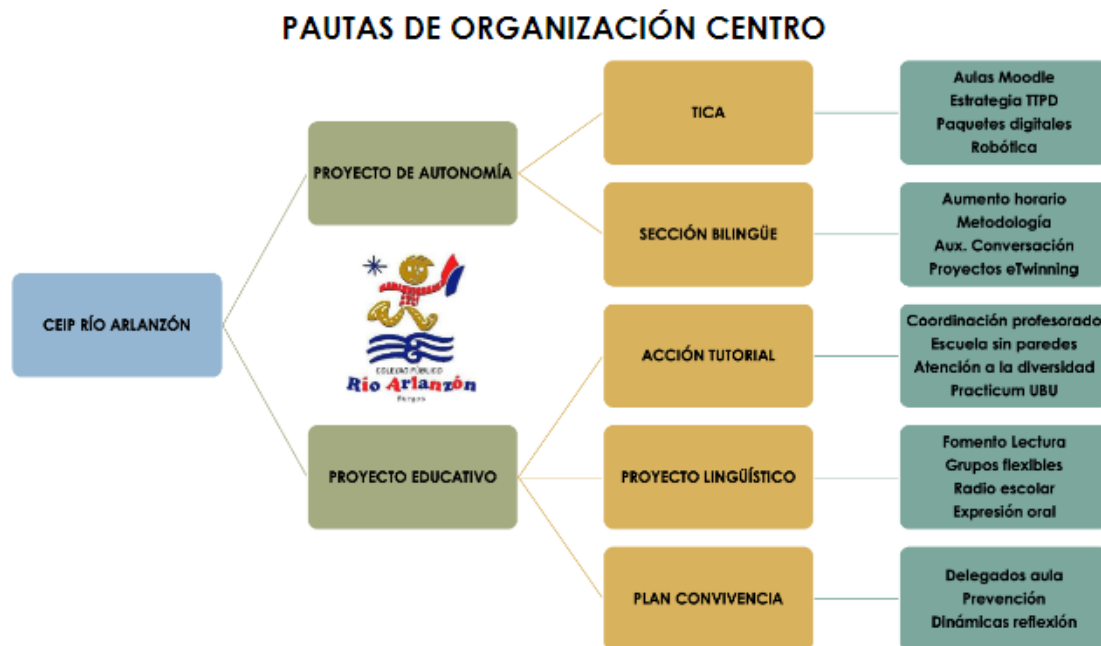 PAUTAS DE ORGANIZACIÓN CENTRO
CEIP RÍO ARLANZÓN
PROYECTO DE AUTONOMÍA
TICA
Aulas Moodle
Estrategia TTPD
Paquetes digitales
Robótica
SECCIÓN BILINGÜE
Aumento horario
Metodología
Aux. Conversación
Proyectos eTwinning
COLEGIO PÚBLICO
Río Arlanzón
Burgos
PROYECTO EDUCATIVO
ACCIÓN TUTORIAL
Coordinación profesorado
Escuela sin paredes
Atención a la diversidad
Practicum UBU
PROYECTO LINGÜÍSTICO
Fomento Lectura
Grupos flexibles
Radio escolar
Expresión oral
PLAN CONVIVENCIA
Delegados aula
Prevención
Dinámicas reflexión